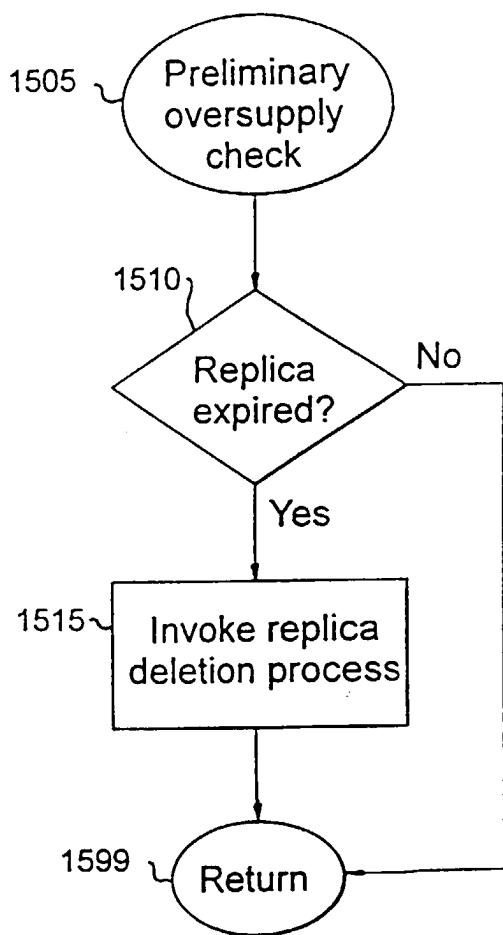 1505
Preliminary
oversupply
check
1510
Replica
expired?
No
Yes
1515
Invoke replica
deletion process
1599
Return